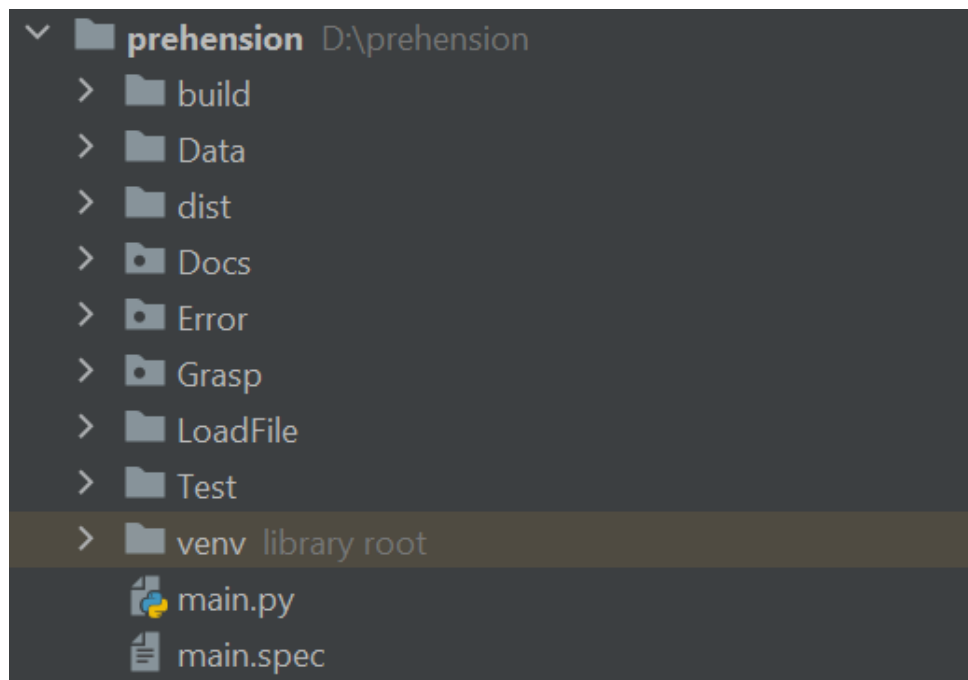 prehension D:\prehension
build
Data
dist
Docs
Error
Grasp
LoadFile
Test
venv library root
main.py
main.spec